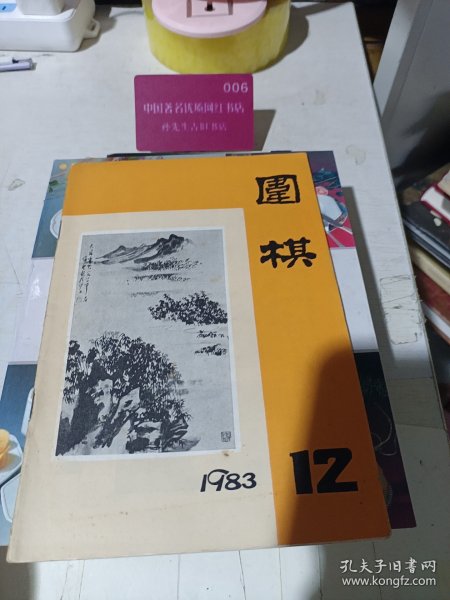 006
中国著名优质网红书店
孙先生古旧书店
圍
棋
1983
12
孔夫子旧书网
www.kongfz.com